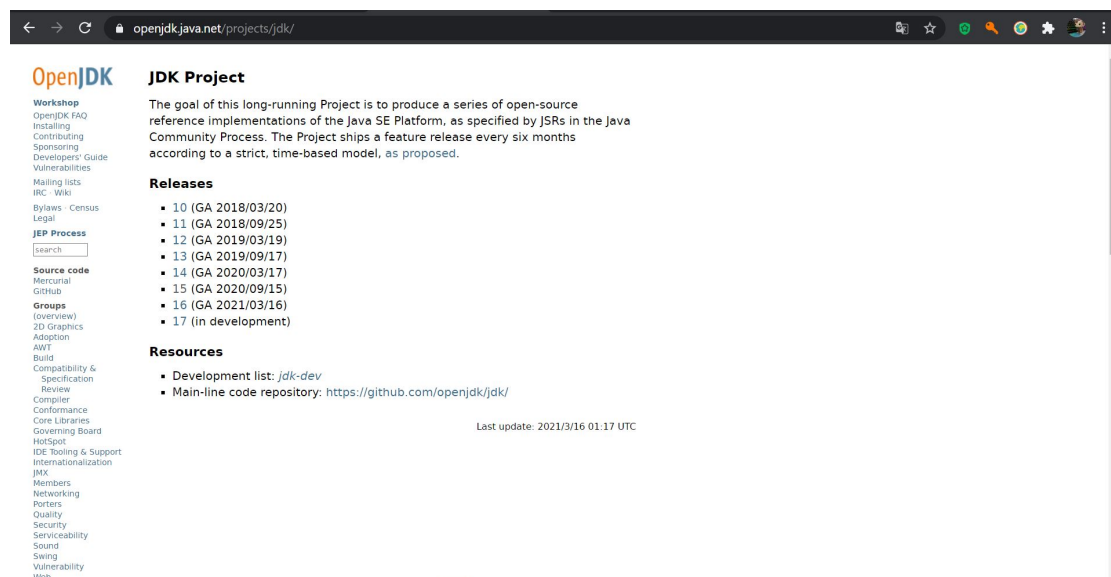 openjdk.java.net/projects/jdk/
OpenJDK
Workshop
OpenJDK FAQ
Installing
Contributing
Sponsoring
Developers' Guide
Vulnerabilities
Mailing lists
IRC · Wiki
Bylaws · Census
Legal
JEP Process
search
Source code
Mercurial
GitHub
Groups
(overview)
2D Graphics
Adoption
AWT
Build
Compatibility &
Specification
Review
Compiler
Conformance
Core Libraries
Governing Board
HotSpot
IDE Tooling & Support
Internationalization
JMX
Members
Networking
Porters
Quality
Security
Serviceability
Sound
Swing
Vulnerability
Web
JDK Project
The goal of this long-running Project is to produce a series of open-source
reference implementations of the Java SE Platform, as specified by JSRs in the Java
Community Process. The Project ships a feature release every six months
according to a strict, time-based model, as proposed.
Releases
▪ 10 (GA 2018/03/20)
▪ 11 (GA 2018/09/25)
▪ 12 (GA 2019/03/19)
▪ 13 (GA 2019/09/17)
▪ 14 (GA 2020/03/17)
▪ 15 (GA 2020/09/15)
▪ 16 (GA 2021/03/16)
▪ 17 (in development)
Resources
▪ Development list: jdk-dev
▪ Main-line code repository: https://github.com/openjdk/jdk/
Last update: 2021/3/16 01:17 UTC